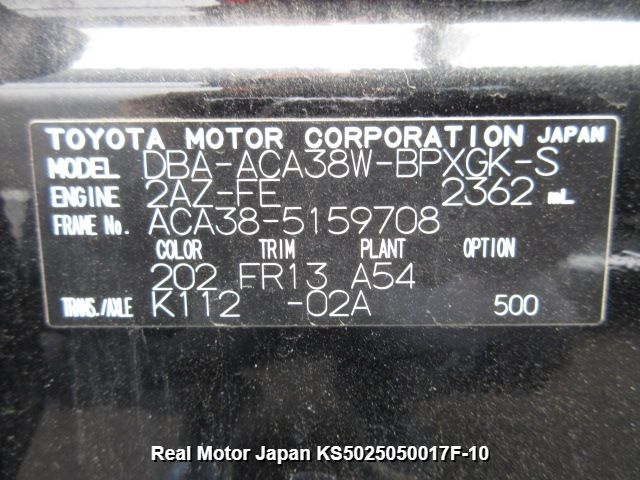 TOYOTA MOTOR CORPORATION JAPAN
MODEL DBA-ACA38W-BPXGK-S
ENGINE 2AZ-FE 2362 mL
FRAME No. ACA38-5159708
COLOR TRIM PLANT OPTION
202 FR13 A54
TRANS./AXLE K112 -02A 500
Real Motor Japan KS5025050017F-10